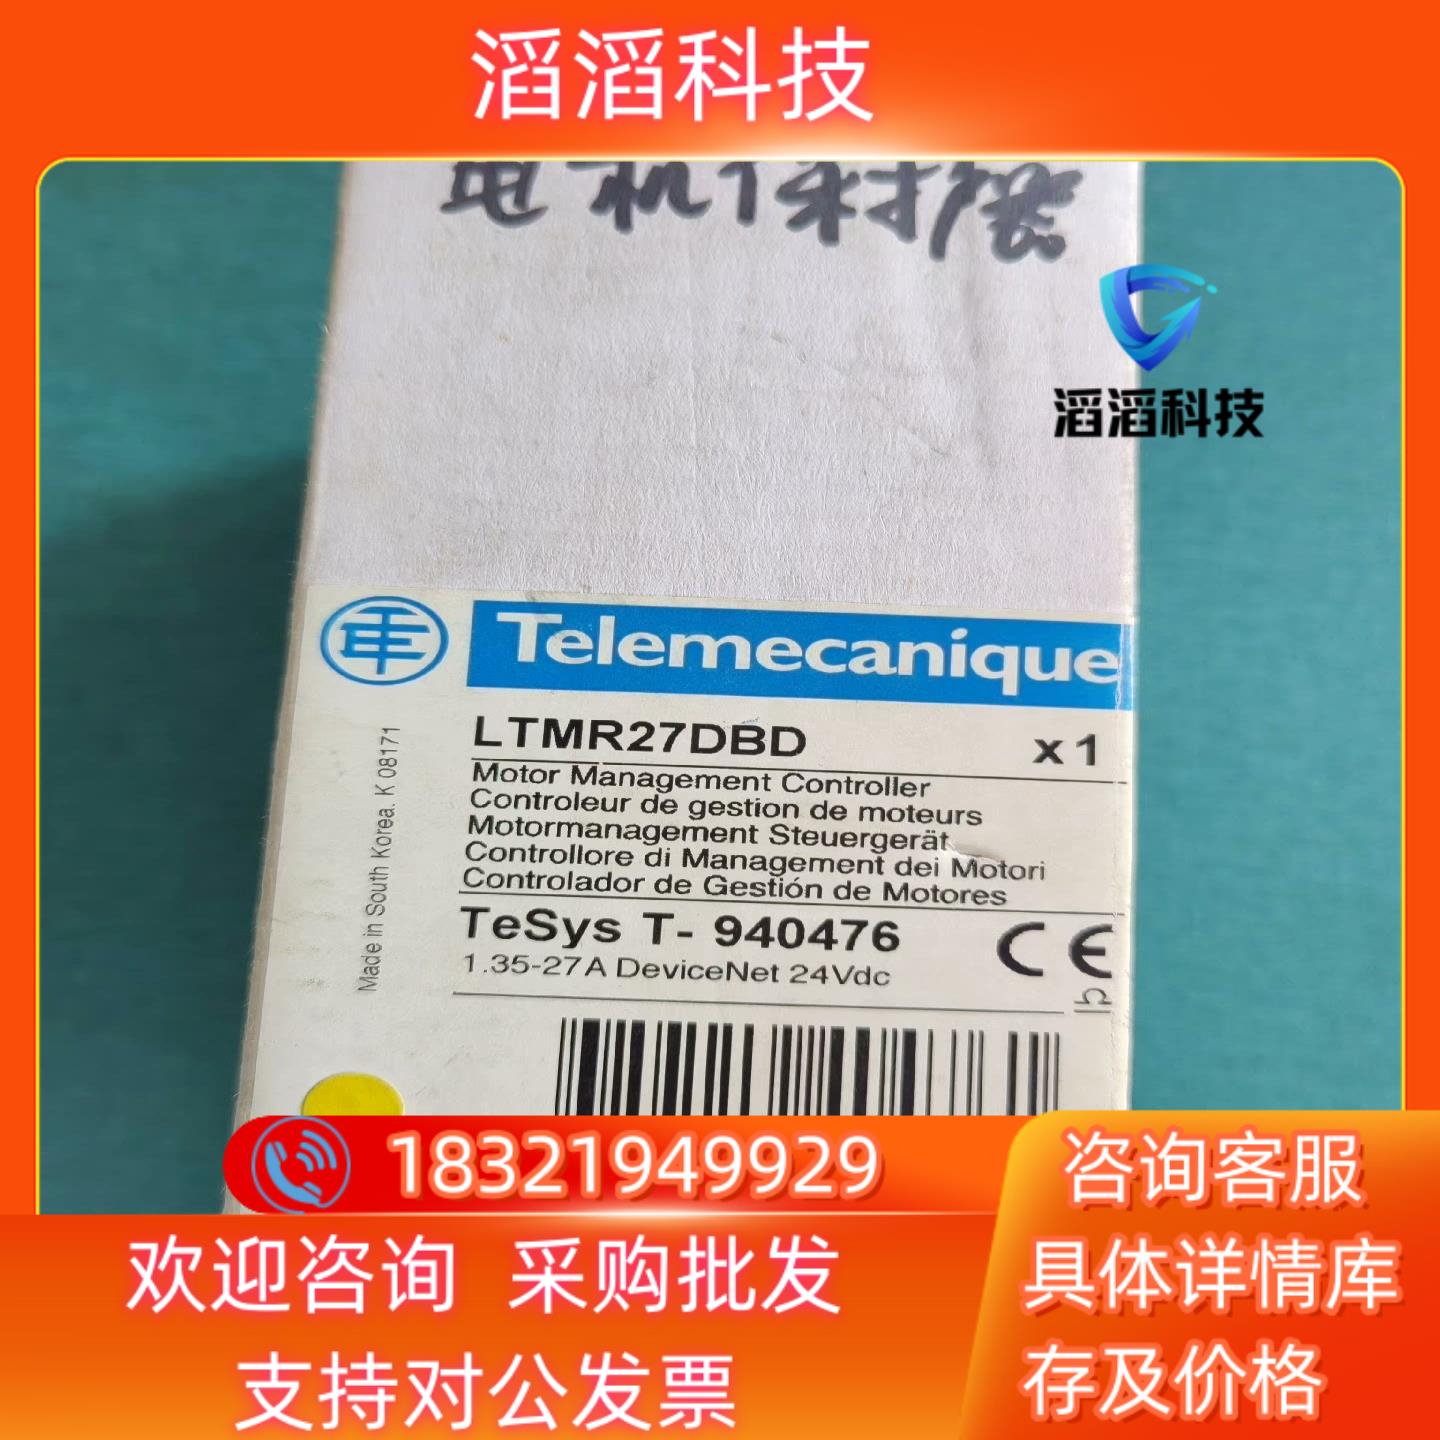 滔滔科技
电机保护器
滔滔科技
Telemecanique
LTMR27DBD x 1
Motor Management Controller
Controleur de gestion de moteurs
Motormanagement Steuergerät
Controllore di Management dei Motori
Controlador de Gestión de Motores
TeSys T- 940476
1.35-27A DeviceNet 24Vdc
CE
Made in South Korea. K 08171
18321949929
欢迎咨询 采购批发
支持对公发票
咨询客服
具体详情库
存及价格